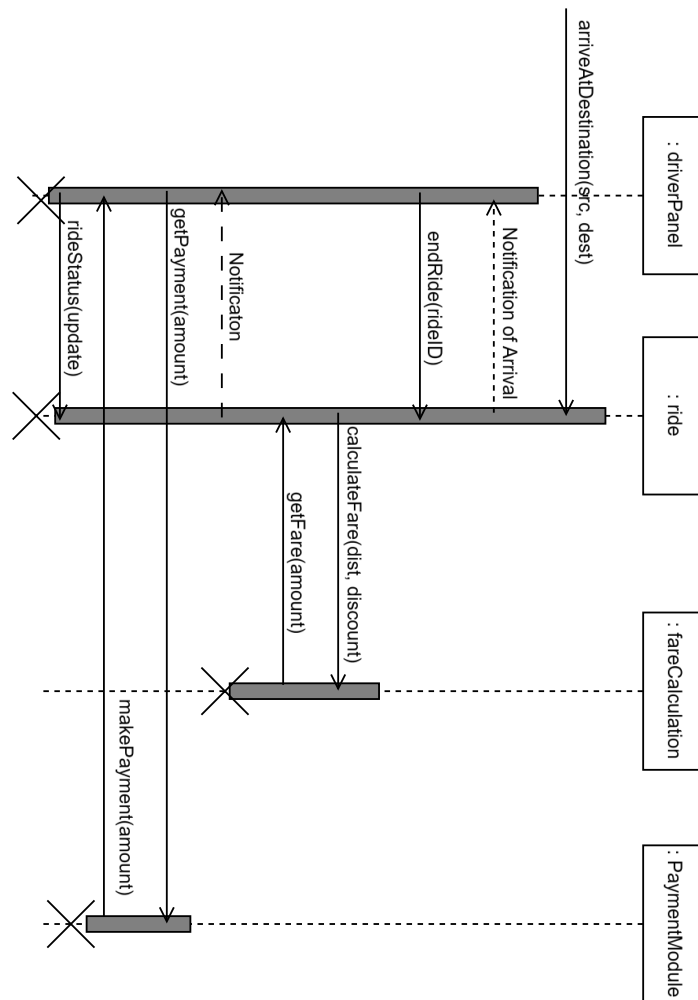 : driverPanel
: ride
: fareCalculation
: PaymentModule
arriveAtDestination(src, dest)
Notification of Arrival
endRide(rideID)
calculateFare(dist, discount)
getFare(amount)
Notificaton
getPayment(amount)
makePayment(amount)
rideStatus(update)